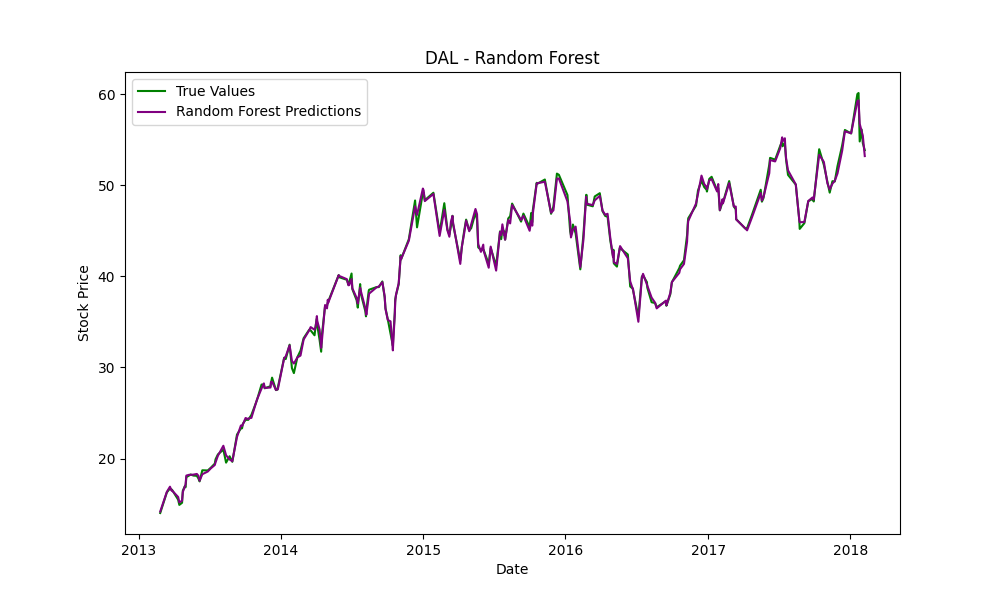 DAL - Random Forest
True Values
Random Forest Predictions
60
50
40
30
20
Stock Price
2013
2014
2015
2016
2017
2018
Date